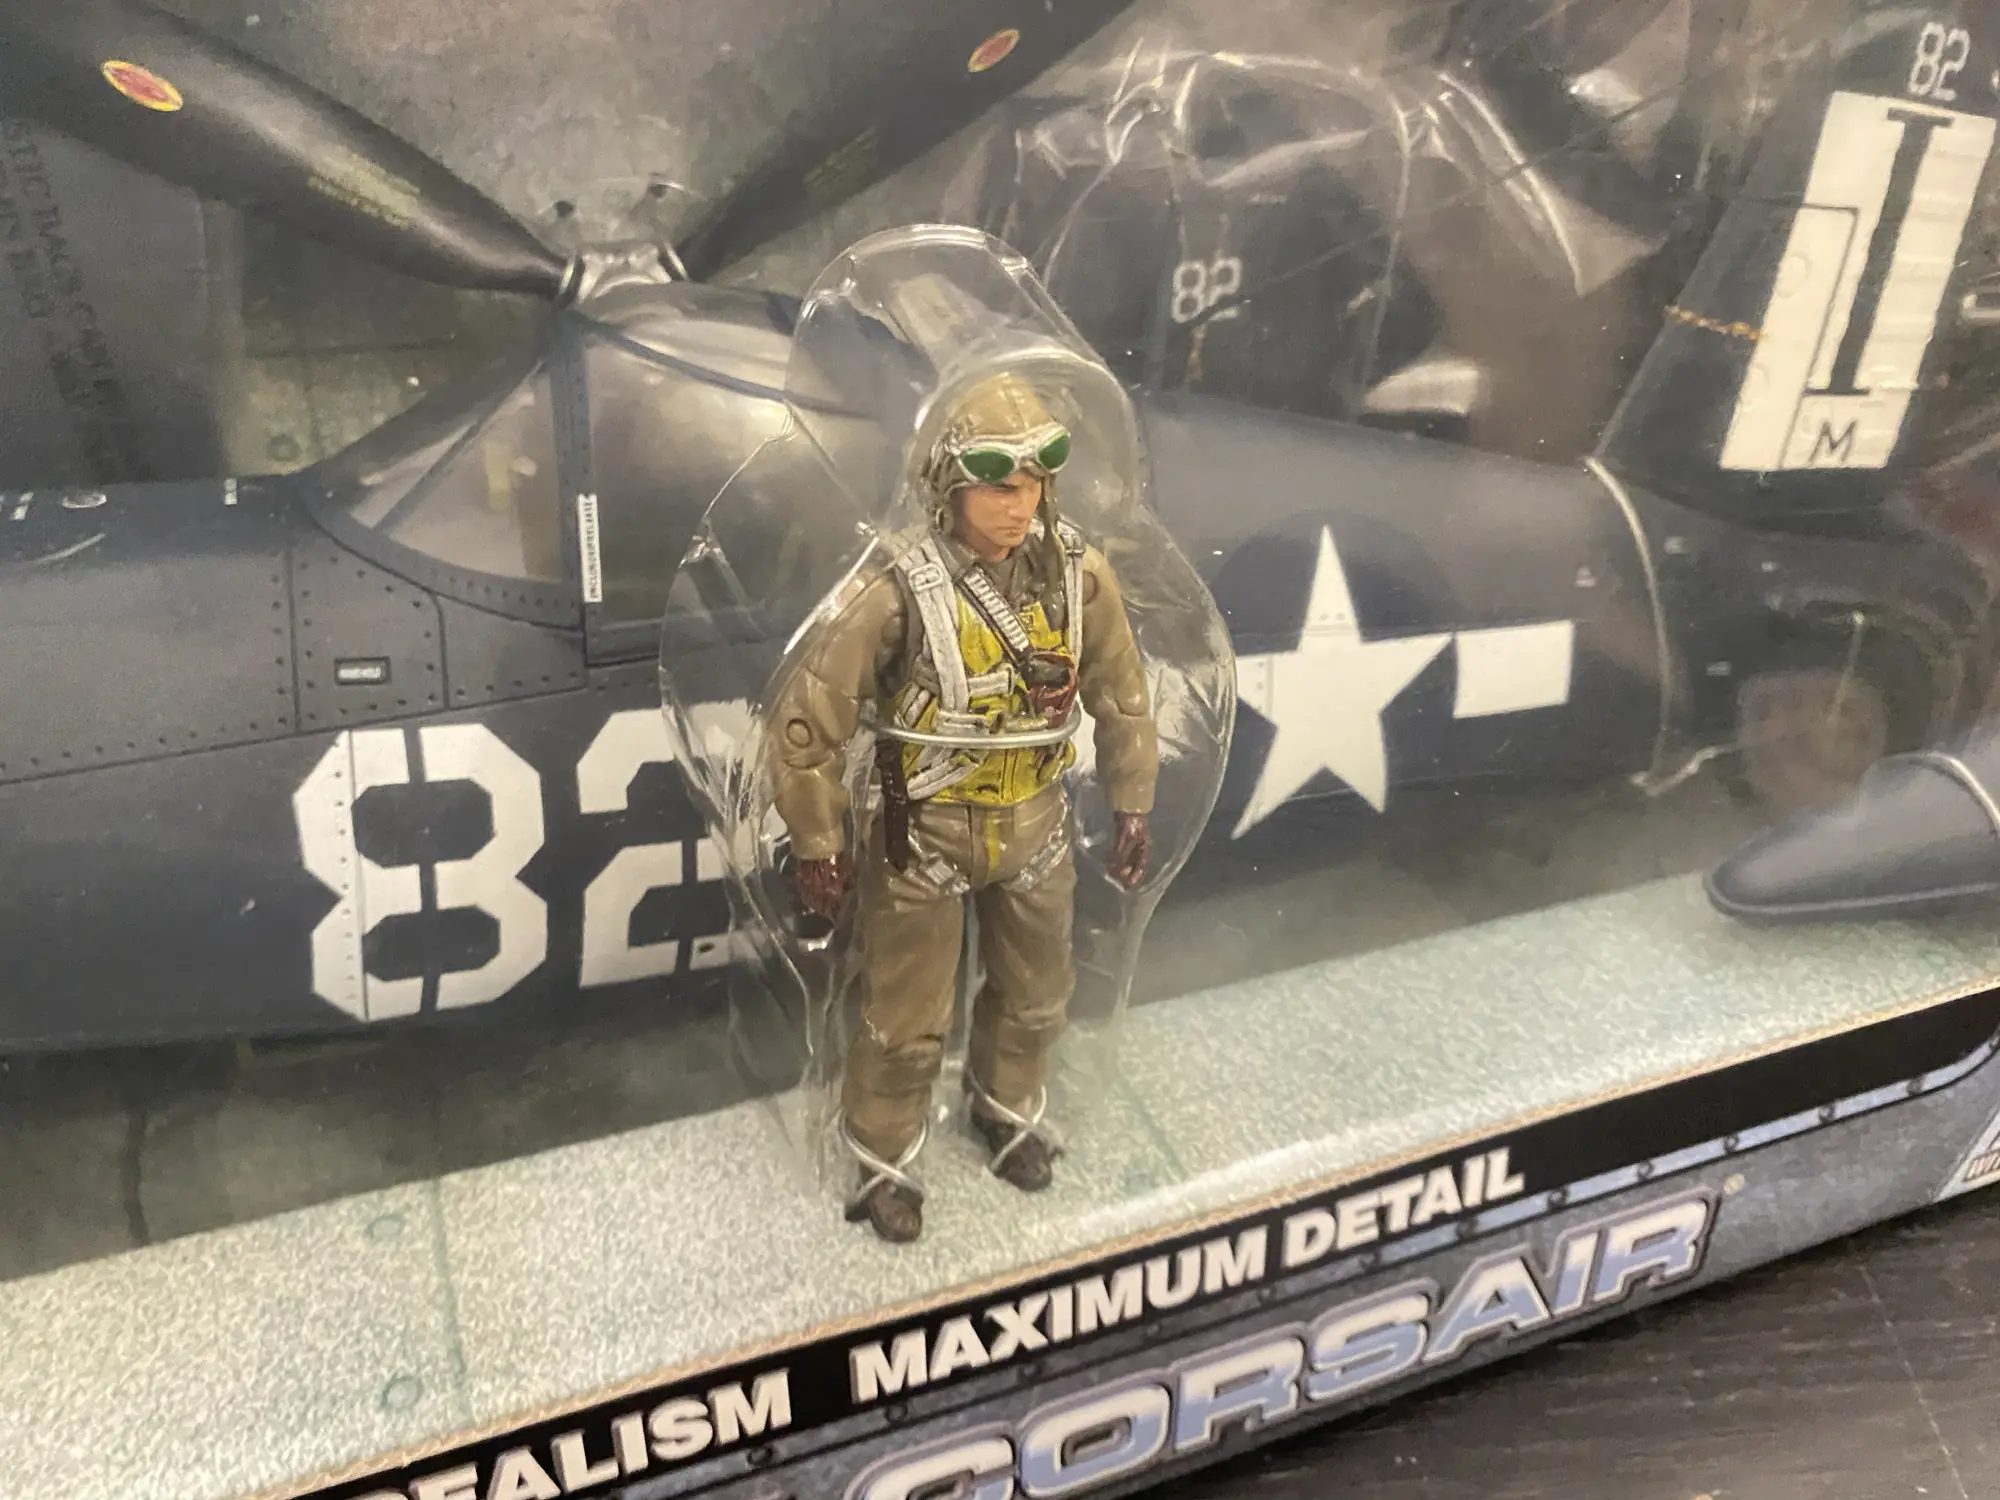 82
I
82
M
82
REALISM MAXIMUM DETAIL
CORSAIR